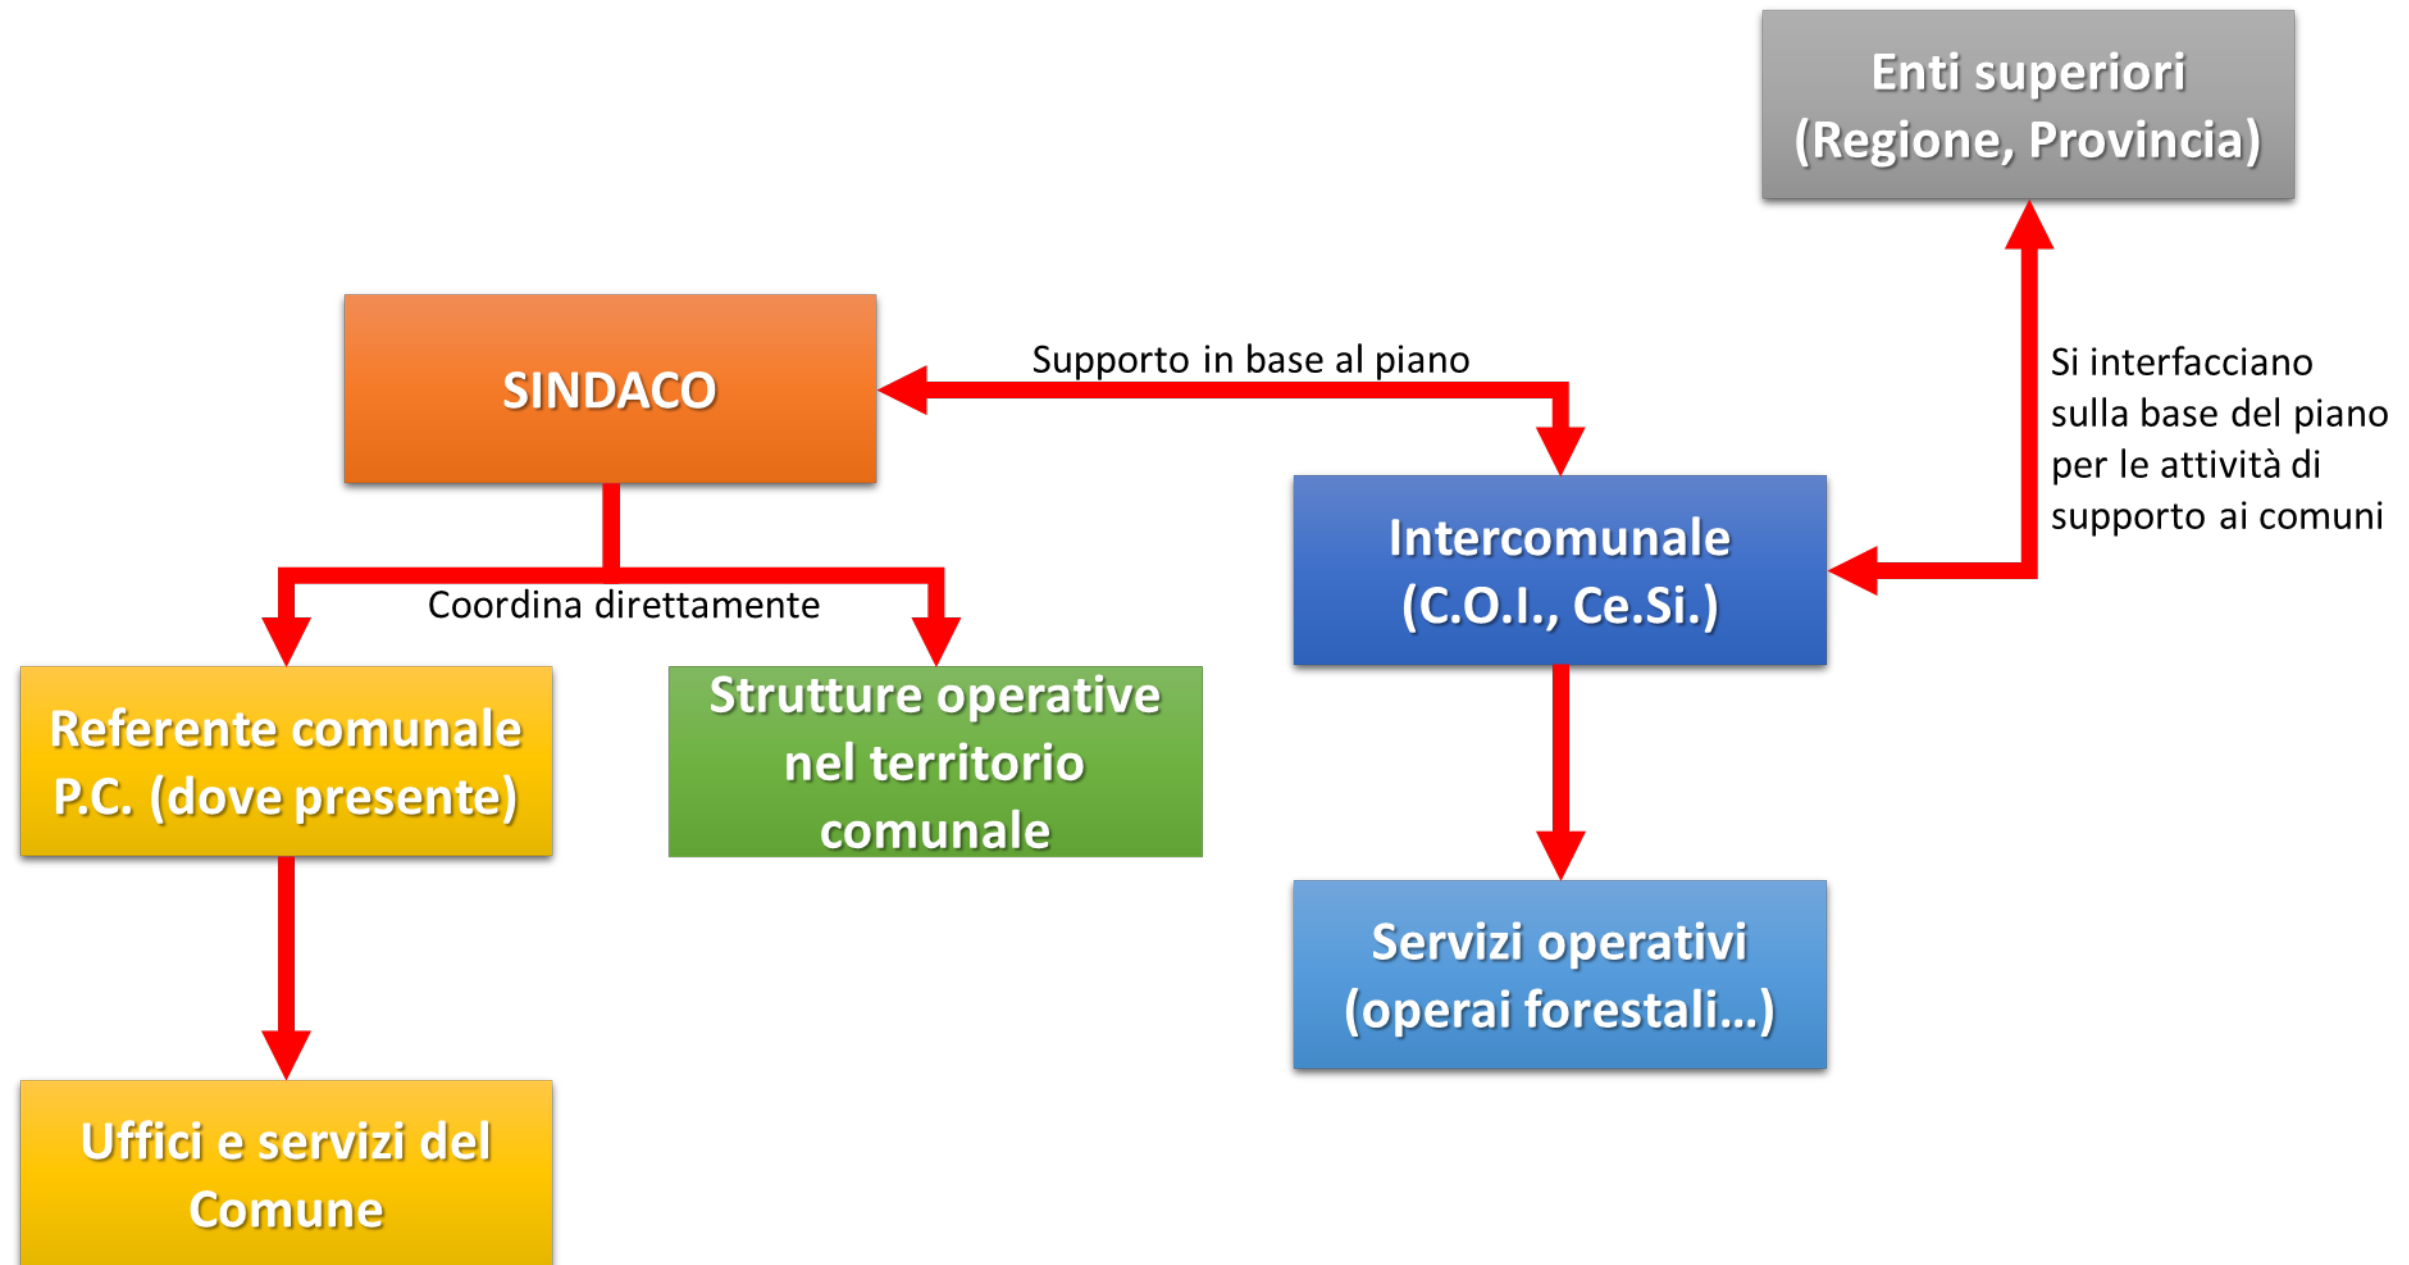 Enti superiori
(Regione, Provincia)
SINDACO
Supporto in base al piano
Si interfacciano
sulla base del piano
per le attività di
supporto ai comuni
Intercomunale
(C.O.I., Ce.Si.)
Coordina direttamente
Referente comunale
P.C. (dove presente)
Strutture operative
nel territorio
comunale
Servizi operativi
(operai forestali...)
Uffici e servizi del
Comune